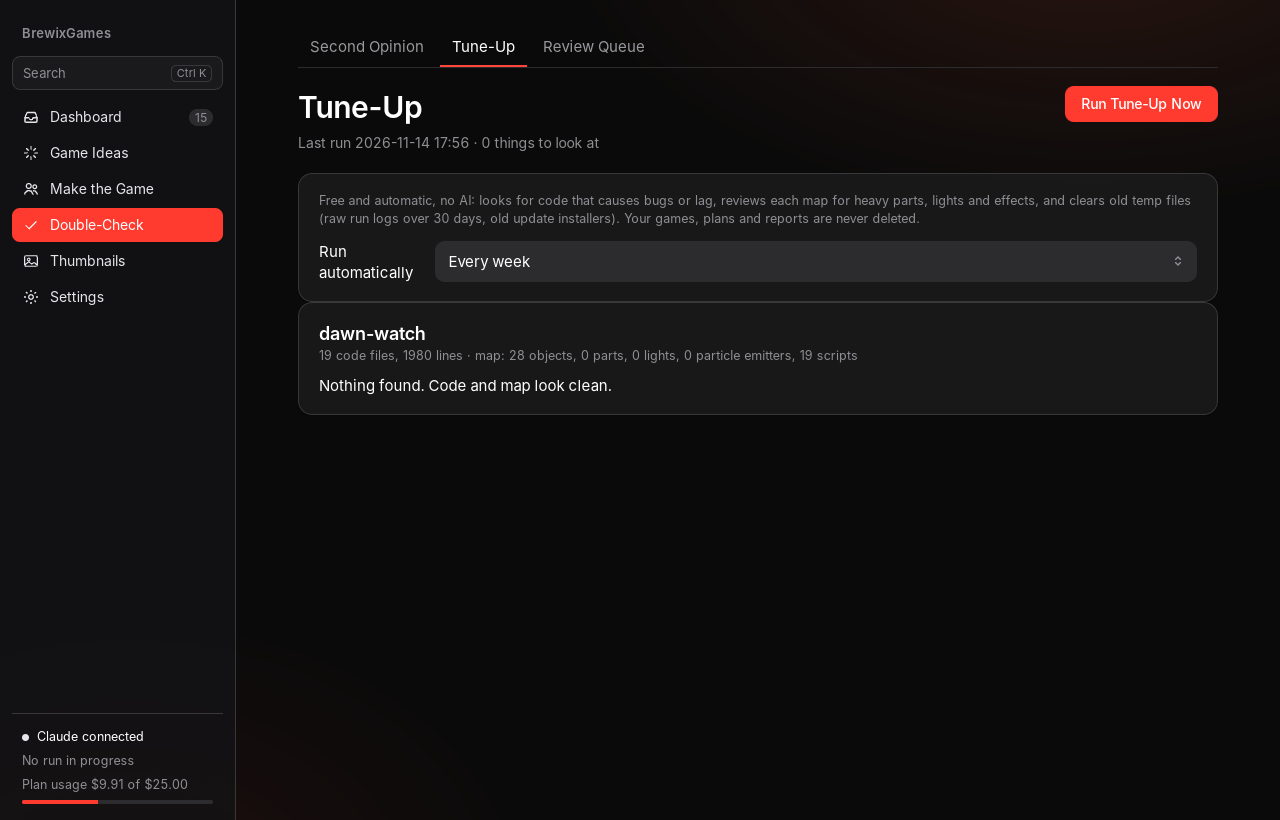 BrewixGames
Search
Ctrl K
Dashboard
15
Game Ideas
Make the Game
Double-Check
Thumbnails
Settings
Claude connected
No run in progress
Plan usage $9.91 of $25.00
Second Opinion
Tune-Up
Review Queue
Tune-Up
Run Tune-Up Now
Last run 2026-11-14 17:56 · 0 things to look at
Free and automatic, no AI: looks for code that causes bugs or lag, reviews each map for heavy parts, lights and effects, and clears old temp files
(raw run logs over 30 days, old update installers). Your games, plans and reports are never deleted.
Run
automatically
Every week
dawn-watch
19 code files, 1980 lines · map: 28 objects, 0 parts, 0 lights, 0 particle emitters, 19 scripts
Nothing found. Code and map look clean.